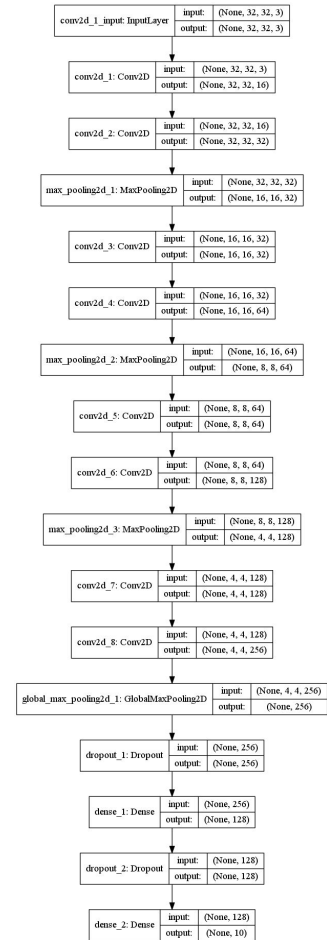 conv2d_1_input: InputLayer input: (None, 32, 32, 3)
output: (None, 32, 32, 3)
conv2d_1: Conv2D input: (None, 32, 32, 3)
output: (None, 32, 32, 16)
conv2d_2: Conv2D input: (None, 32, 32, 16)
output: (None, 32, 32, 32)
max_pooling2d_1: MaxPooling2D input: (None, 32, 32, 32)
output: (None, 16, 16, 32)
conv2d_3: Conv2D input: (None, 16, 16, 32)
output: (None, 16, 16, 32)
conv2d_4: Conv2D input: (None, 16, 16, 32)
output: (None, 16, 16, 64)
max_pooling2d_2: MaxPooling2D input: (None, 16, 16, 64)
output: (None, 8, 8, 64)
conv2d_5: Conv2D input: (None, 8, 8, 64)
output: (None, 8, 8, 64)
conv2d_6: Conv2D input: (None, 8, 8, 64)
output: (None, 8, 8, 128)
max_pooling2d_3: MaxPooling2D input: (None, 8, 8, 128)
output: (None, 4, 4, 128)
conv2d_7: Conv2D input: (None, 4, 4, 128)
output: (None, 4, 4, 128)
conv2d_8: Conv2D input: (None, 4, 4, 128)
output: (None, 4, 4, 256)
global_max_pooling2d_1: GlobalMaxPooling2D input: (None, 4, 4, 256)
output: (None, 256)
dropout_1: Dropout input: (None, 256)
output: (None, 256)
dense_1: Dense input: (None, 256)
output: (None, 128)
dropout_2: Dropout input: (None, 128)
output: (None, 128)
dense_2: Dense input: (None, 128)
output: (None, 10)